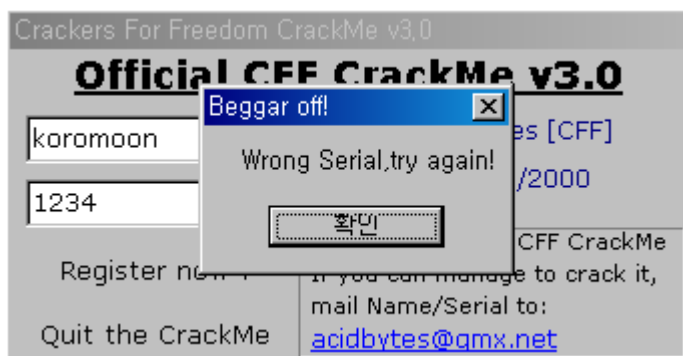 Crackers For Freedom CrackMe v3.0
Official CFF CrackMe v3.0
Beggar off!
koromoon
es [CFF]
Wrong Serial,try again!
/2000
1234
확인
CFF CrackMe
Register now !
If you can manage to crack it,
mail Name/Serial to:
Quit the CrackMe
acidbytes@gmx.net